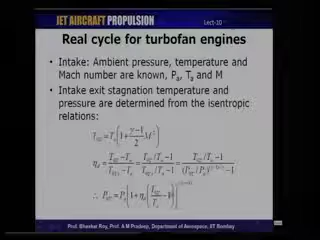 JET AIRCRAFT PROPULSION
Lect-10
Real cycle for turbofan engines
• Intake: Ambient pressure, temperature and
Mach number are known, Pₐ, Tₐ and M
• Intake exit stagnation temperature and
pressure are determined from the isentropic
relations:
Prof. Bhaskar Roy, Prof. A M Pradeep, Department of Aerospace, IIT Bombay